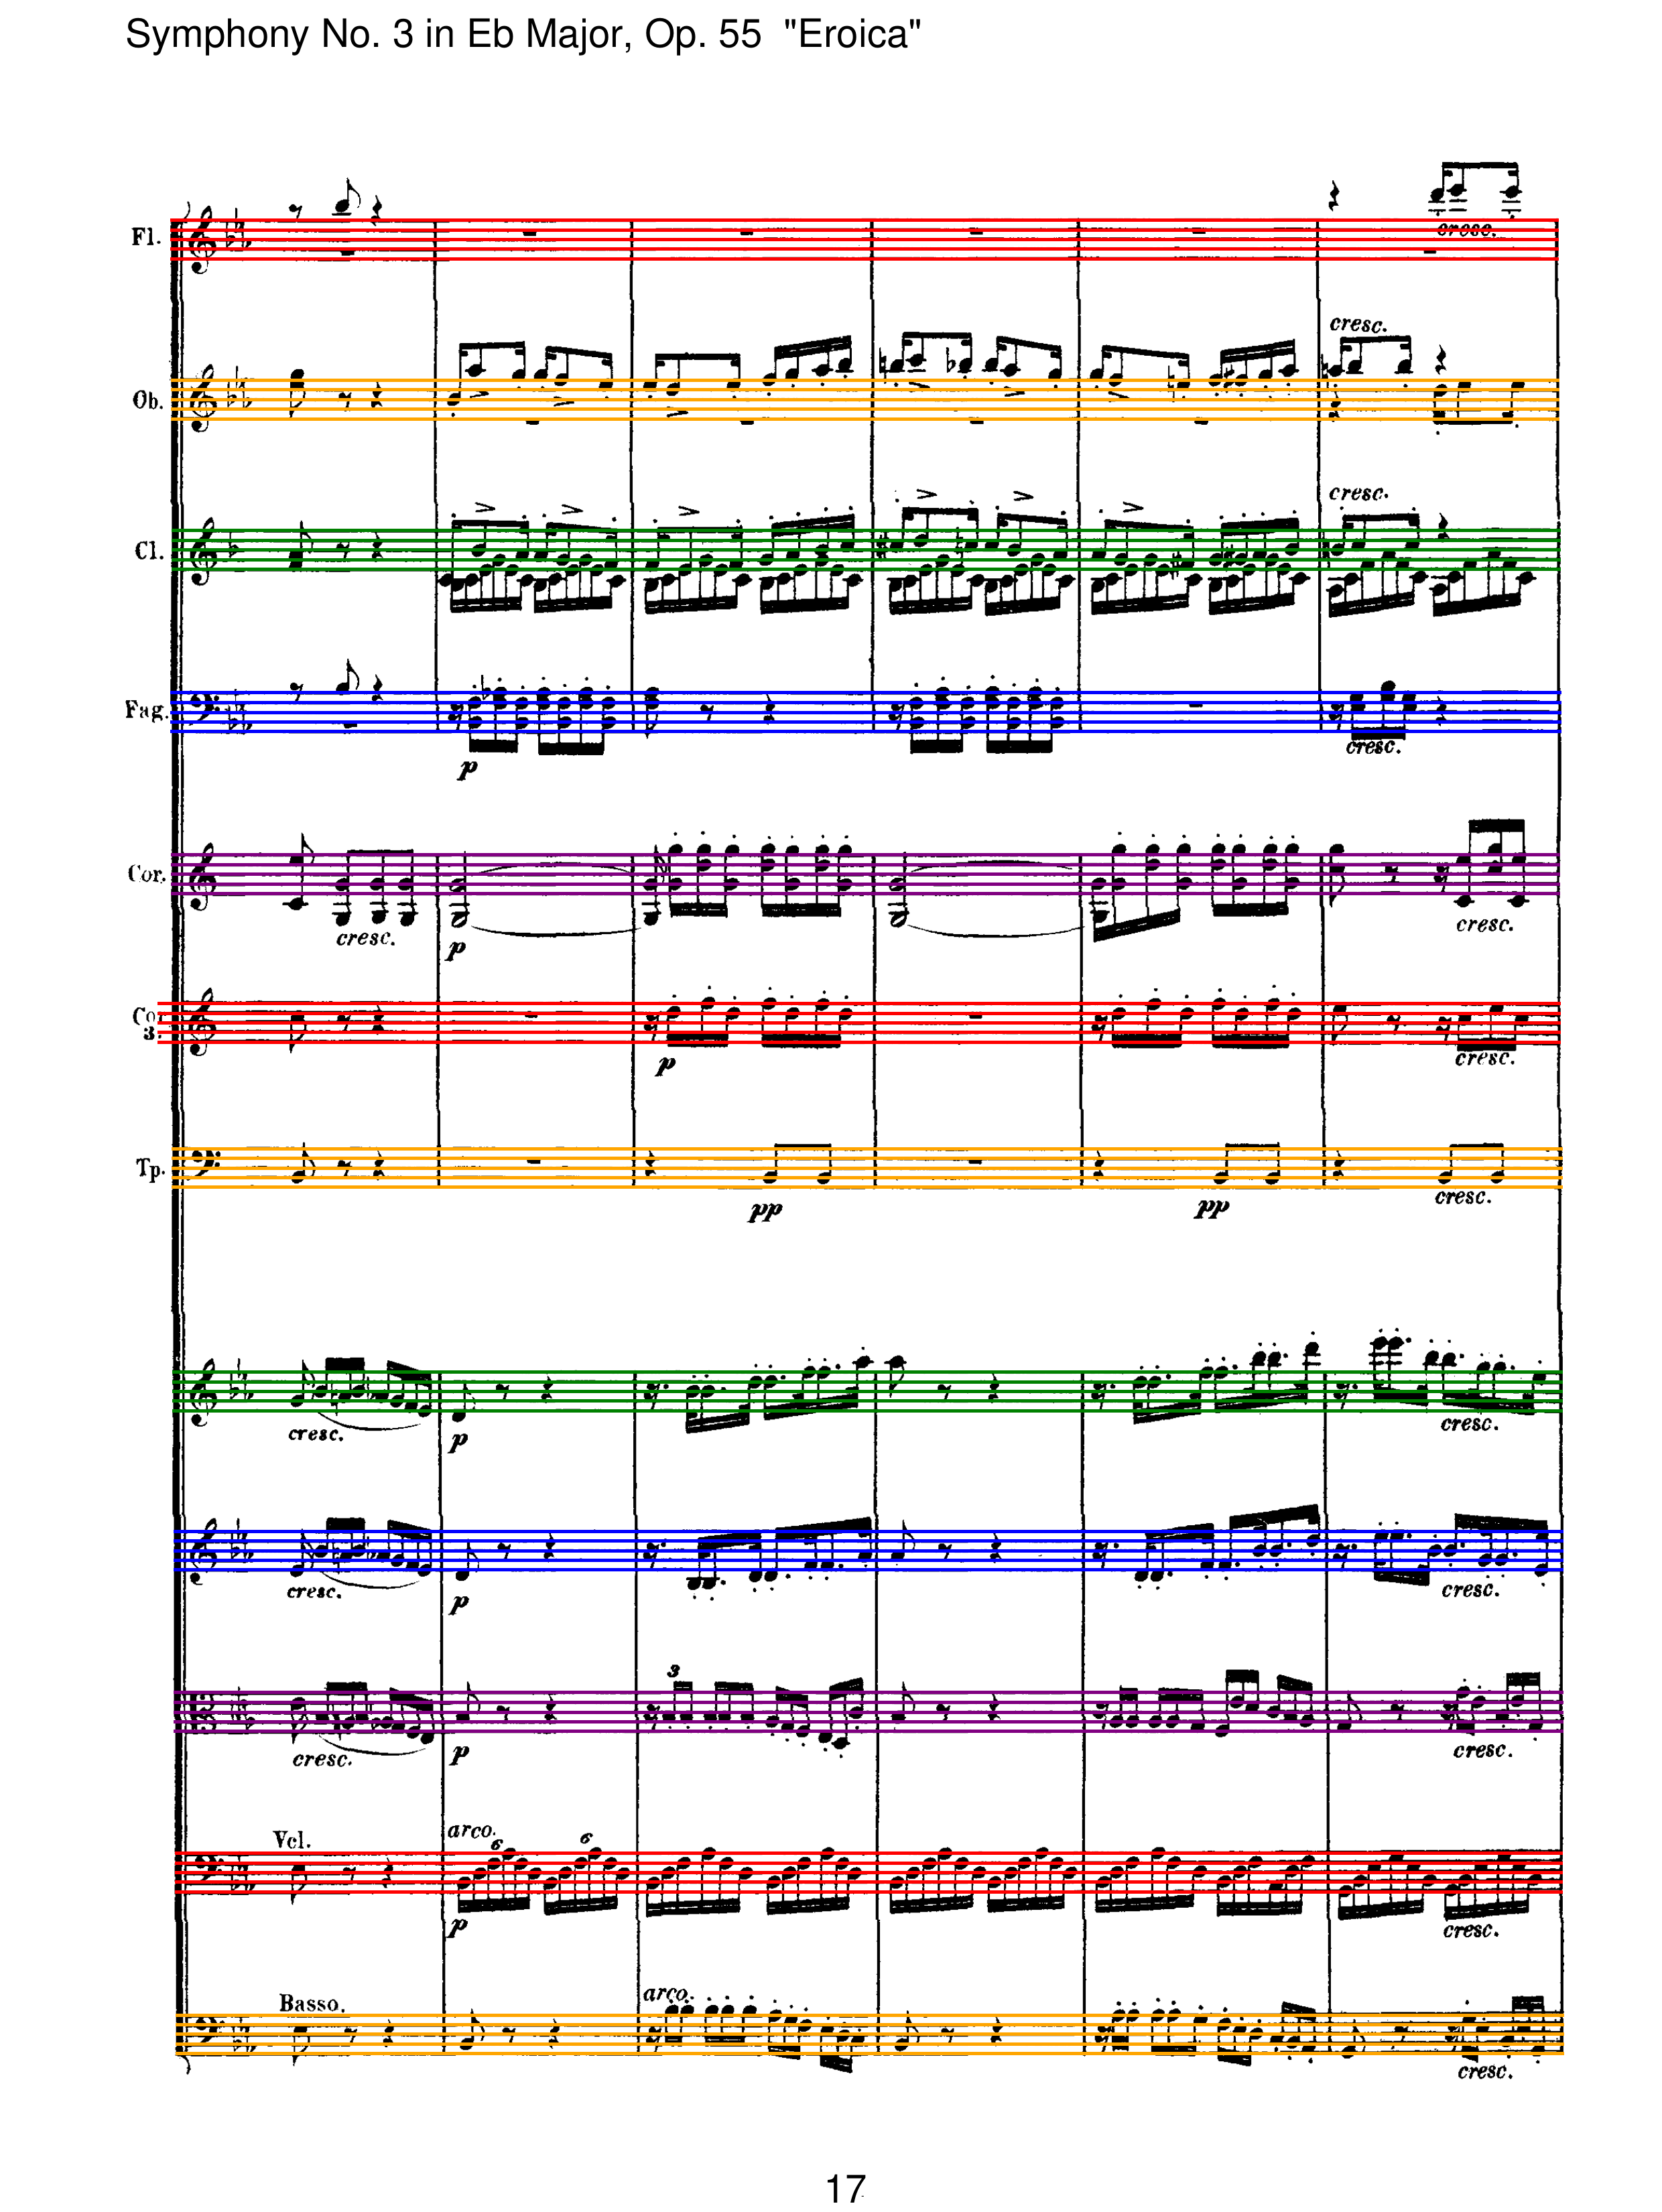 Symphony No. 3 in Eb Major, Op. 55 "Eroica"
Fl.
cresc.
cresc.
Ob.
cresc.
Cl.
Fag.
p
cresc.
Cor.
cresc.
p
cresc.
3.
p
cresc.
Tp.
pp
pp
cresc.
cresc.
p
cresc.
cresc.
p
cresc.
3
cresc.
p
cresc.
Vcl.
arco.
6
6
p
cresc.
Basso.
arco.
cresc.
17